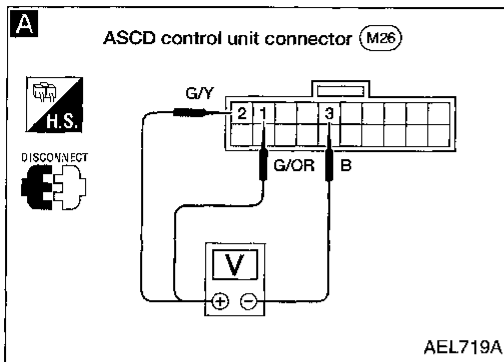 A
ASCD control unit connector (M26)
H.S.
DISCONNECT
G/Y
2 1 3
G/OR B
V
+ −
AEL719A